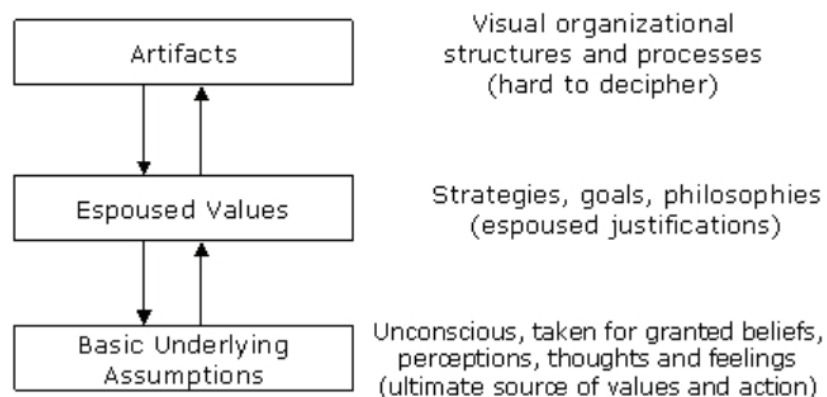 Artifacts
Visual organizational
structures and processes
(hard to decipher)
Espoused Values
Strategies, goals, philosophies
(espoused justifications)
Basic Underlying
Assumptions
Unconscious, taken for granted beliefs,
perceptions, thoughts and feelings
(ultimate source of values and action)